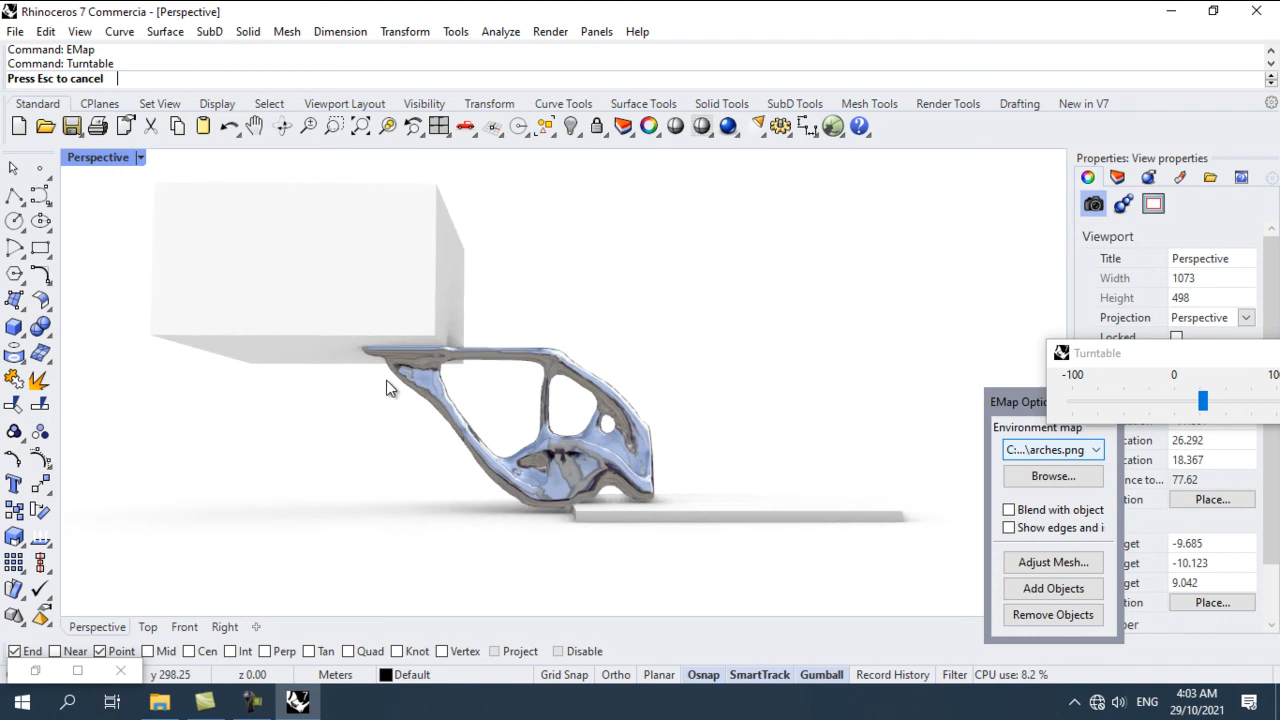 Rhinoceros 7 Commercia - [Perspective]
File Edit View Curve Surface SubD Solid Mesh Dimension Transform Tools Analyze Render Panels Help
Command: EMap
Command: Turntable
Press Esc to cancel
Standard CPlanes Set View Display Select Viewport Layout Visibility Transform Curve Tools Surface Tools Solid Tools SubD Tools Mesh Tools Render Tools Drafting New in V7
Perspective
Properties: View properties
Viewport
Title Perspective
Width 1073
Height 498
Projection Perspective
Locked
Turntable
-100 0 100
EMap Optio
Environment map
C:...\arches.png
Browse...
Blend with object
Show edges and i
Adjust Mesh...
Add Objects
Remove Objects
cation 26.292
cation 18.367
nce to... 77.62
tion Place...
get -9.685
get -10.123
get 9.042
tion Place...
per
Perspective Top Front Right
End Near Point Mid Cen Int Perp Tan Quad Knot Vertex Project Disable
y 298.25 z 0.00 Meters Default Grid Snap Ortho Planar Osnap SmartTrack Gumball Record History Filter CPU use: 8.2 %
ENG
4:03 AM
29/10/2021